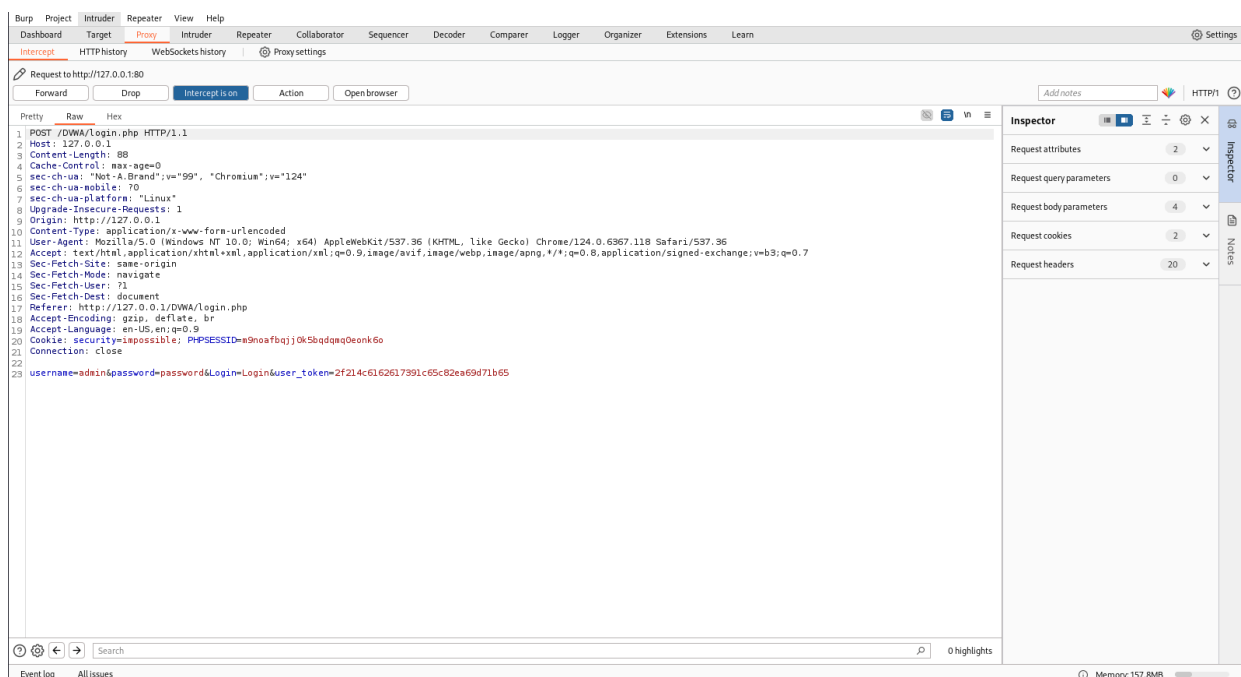 Burp Project Intruder Repeater View Help
Dashboard Target Proxy Intruder Repeater Collaborator Sequencer Decoder Comparer Logger Organizer Extensions Learn Settings
Intercept HTTP history WebSockets history Proxy settings
Request to http://127.0.0.1:80
Forward Drop Intercept is on Action Open browser Add notes HTTP/1
Pretty Raw Hex \n
1 POST /DVWA/login.php HTTP/1.1
2 Host: 127.0.0.1
3 Content-Length: 88
4 Cache-Control: max-age=0
5 sec-ch-ua: "Not-A.Brand";v="99", "Chromium";v="124"
6 sec-ch-ua-mobile: ?0
7 sec-ch-ua-platform: "Linux"
8 Upgrade-Insecure-Requests: 1
9 Origin: http://127.0.0.1
10 Content-Type: application/x-www-form-urlencoded
11 User-Agent: Mozilla/5.0 (Windows NT 10.0; Win64; x64) AppleWebKit/537.36 (KHTML, like Gecko) Chrome/124.0.6367.118 Safari/537.36
12 Accept: text/html,application/xhtml+xml,application/xml;q=0.9,image/avif,image/webp,image/apng,*/*;q=0.8,application/signed-exchange;v=b3;q=0.7
13 Sec-Fetch-Site: same-origin
14 Sec-Fetch-Mode: navigate
15 Sec-Fetch-User: ?1
16 Sec-Fetch-Dest: document
17 Referer: http://127.0.0.1/DVWA/login.php
18 Accept-Encoding: gzip, deflate, br
19 Accept-Language: en-US,en;q=0.9
20 Cookie: security=impossible; PHPSESSID=m9noafbqjj0k5bqdqmq0eonk6o
21 Connection: close
22
23 username=admin&password=password&Login=Login&user_token=2f214c6162617391c65c82ea69d71b65
Inspector
Request attributes 2
Request query parameters 0
Request body parameters 4
Request cookies 2
Request headers 20
Inspector
Notes
Search 0 highlights
Event log All issues Memory: 157.8MB